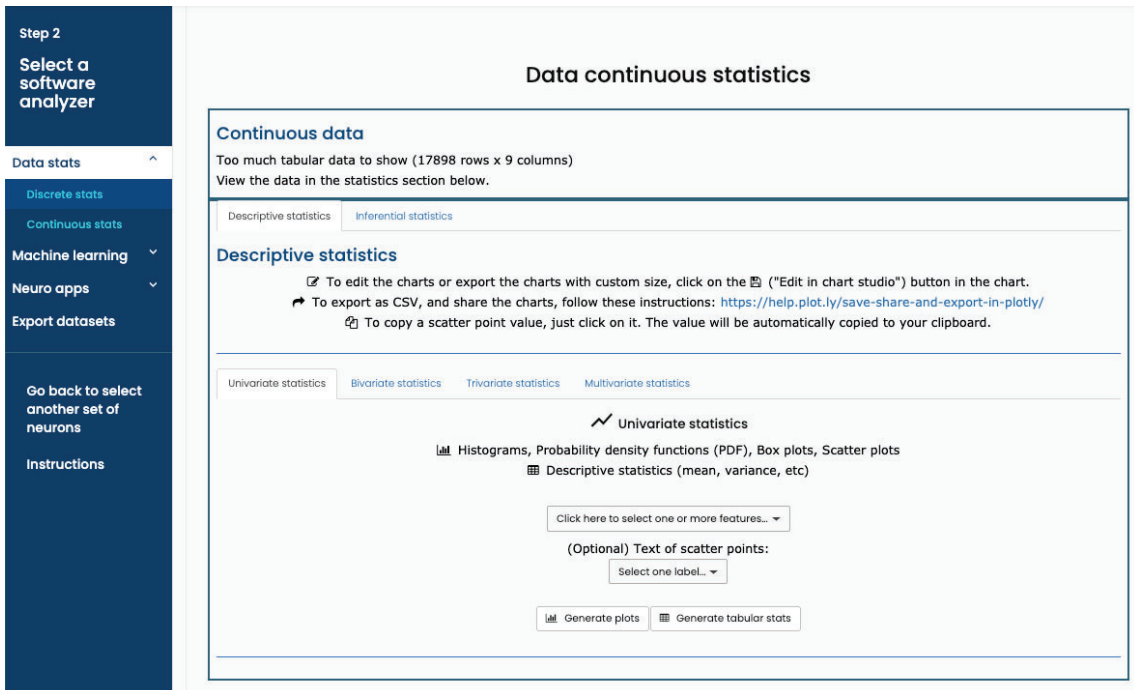 Step 2
Select a
software
analyzer
Data stats
Discrete stats
Continuous stats
Machine learning
Neuro apps
Export datasets
Go back to select
another set of
neurons
Instructions
Data continuous statistics
Continuous data
Too much tabular data to show (17898 rows x 9 columns)
View the data in the statistics section below.
Descriptive statistics Inferential statistics
Descriptive statistics
To edit the charts or export the charts with custom size, click on the ("Edit in chart studio") button in the chart.
To export as CSV, and share the charts, follow these instructions: https://help.plot.ly/save-share-and-export-in-plotly/
To copy a scatter point value, just click on it. The value will be automatically copied to your clipboard.
Univariate statistics Bivariate statistics Trivariate statistics Multivariate statistics
Univariate statistics
Histograms, Probability density functions (PDF), Box plots, Scatter plots
Descriptive statistics (mean, variance, etc)
Click here to select one or more features...
(Optional) Text of scatter points:
Select one label...
Generate plots Generate tabular stats